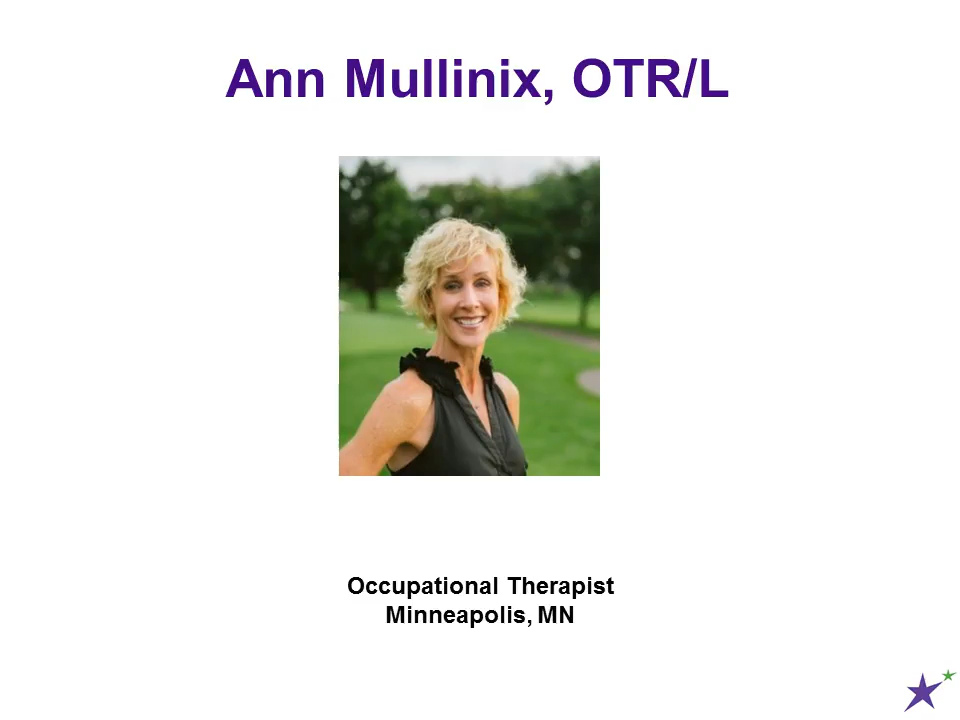 Ann Mullinix, OTR/L
Occupational Therapist
Minneapolis, MN